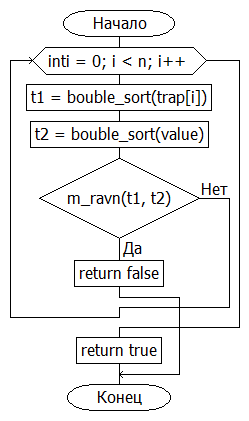 Начало
inti = 0; i < n; i++
t1 = bouble_sort(trap[i])
t2 = bouble_sort(value)
m_ravn(t1, t2)
Нет
Да
return false
return true
Конец